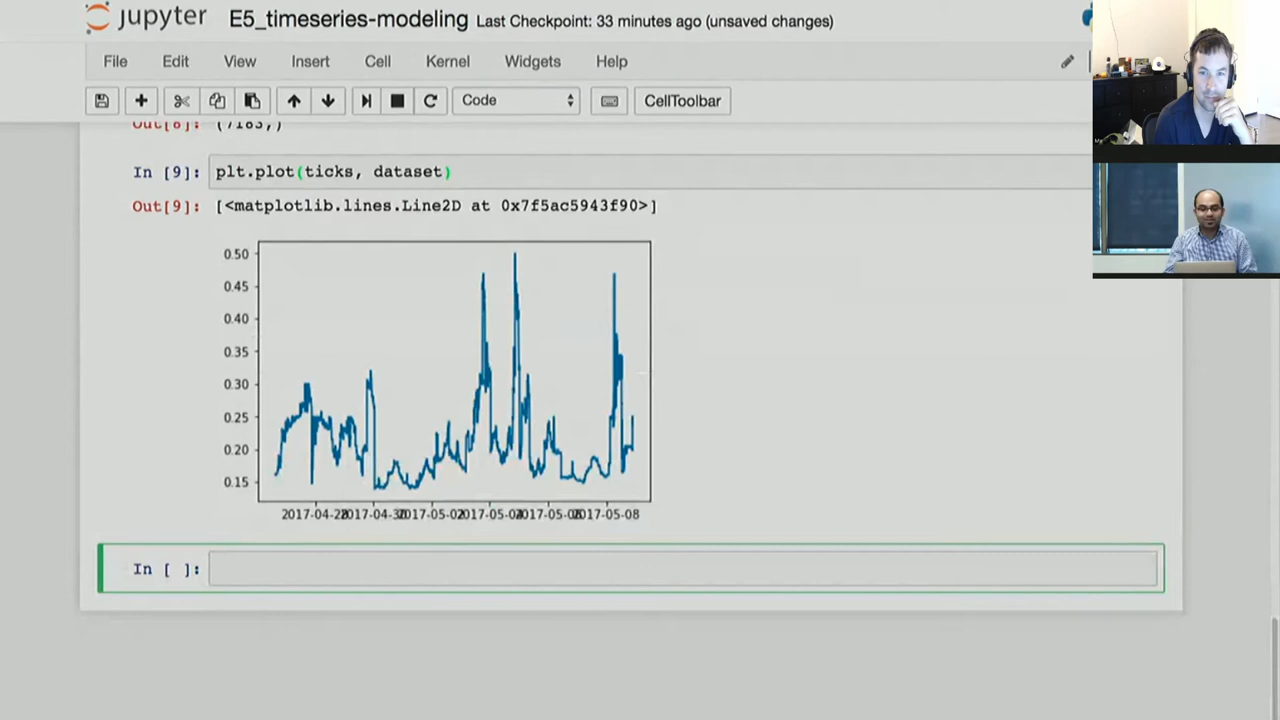 jupyter E5_timeseries-modeling Last Checkpoint: 33 minutes ago (unsaved changes)
File Edit View Insert Cell Kernel Widgets Help
Code CellToolbar
Out[8]: (7183,)
In [9]: plt.plot(ticks, dataset)
Out[9]: [<matplotlib.lines.Line2D at 0x7f5ac5943f90>]
0.50
0.45
0.40
0.35
0.30
0.25
0.20
0.15
2017-04-28 2017-04-30 2017-05-02 2017-05-04 2017-05-06 2017-05-08
In [ ]: